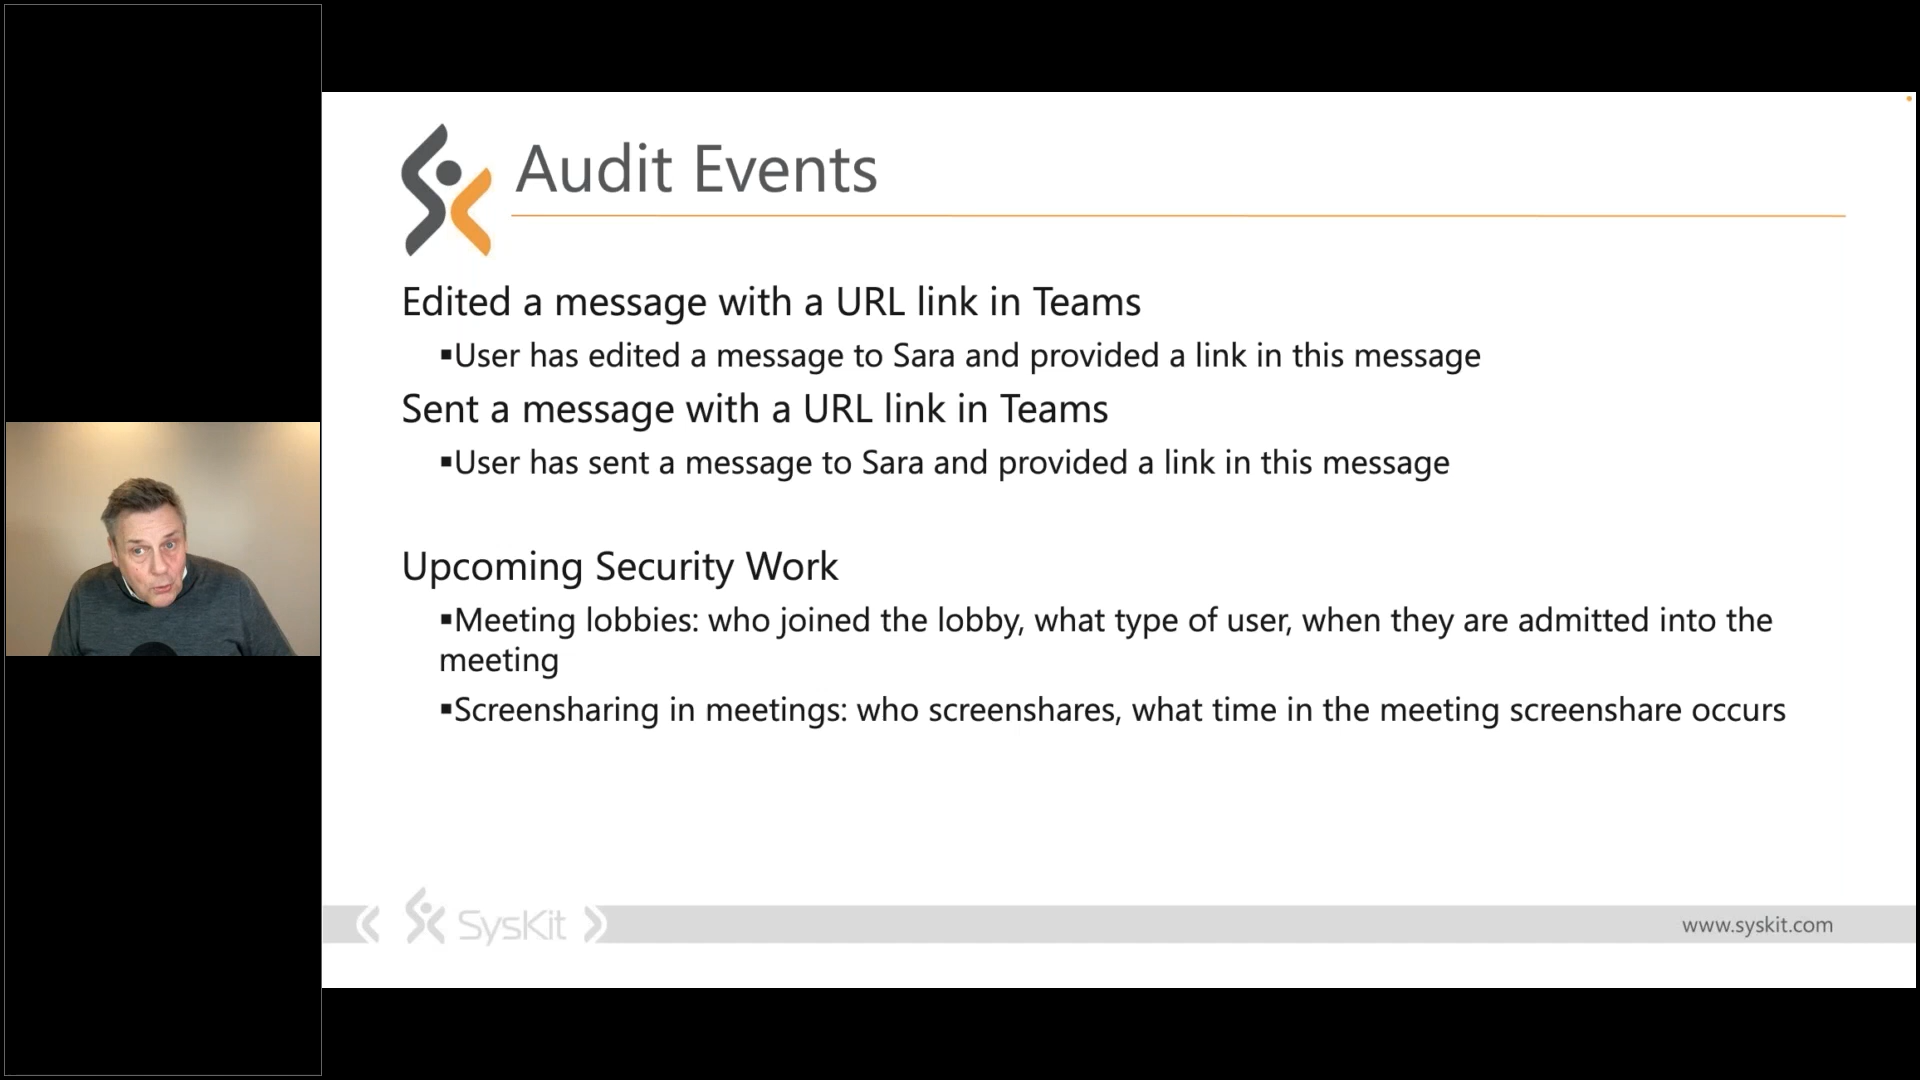 Audit Events
Edited a message with a URL link in Teams
▪User has edited a message to Sara and provided a link in this message
Sent a message with a URL link in Teams
▪User has sent a message to Sara and provided a link in this message
Upcoming Security Work
▪Meeting lobbies: who joined the lobby, what type of user, when they are admitted into the
meeting
▪Screensharing in meetings: who screenshares, what time in the meeting screenshare occurs
SysKit
www.syskit.com